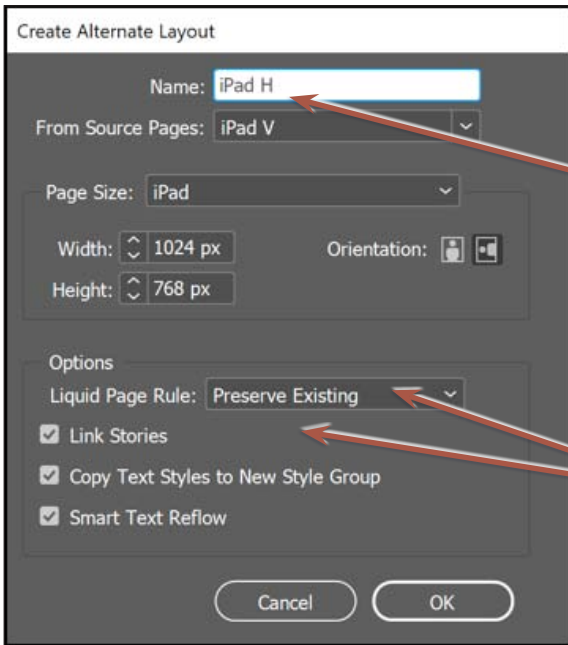 Create Alternate Layout
Name: iPad H
From Source Pages: iPad V
Page Size: iPad
Width: 1024 px Orientation:
Height: 768 px
Options
Liquid Page Rule: Preserve Existing
Link Stories
Copy Text Styles to New Style Group
Smart Text Reflow
Cancel OK